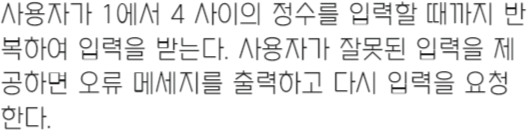 사용자가 1에서 4 사이의 정수를 입력할 때까지 반
복하여 입력을 받는다. 사용자가 잘못된 입력을 제
공하면 오류 메세지를 출력하고 다시 입력을 요청
한다.